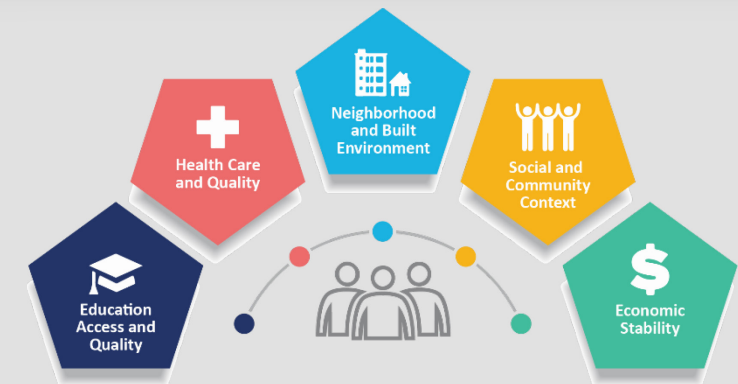 Neighborhood
and Built
Environment
Health Care
and Quality
Social and
Community
Context
Education
Access and
Quality
$
Economic
Stability